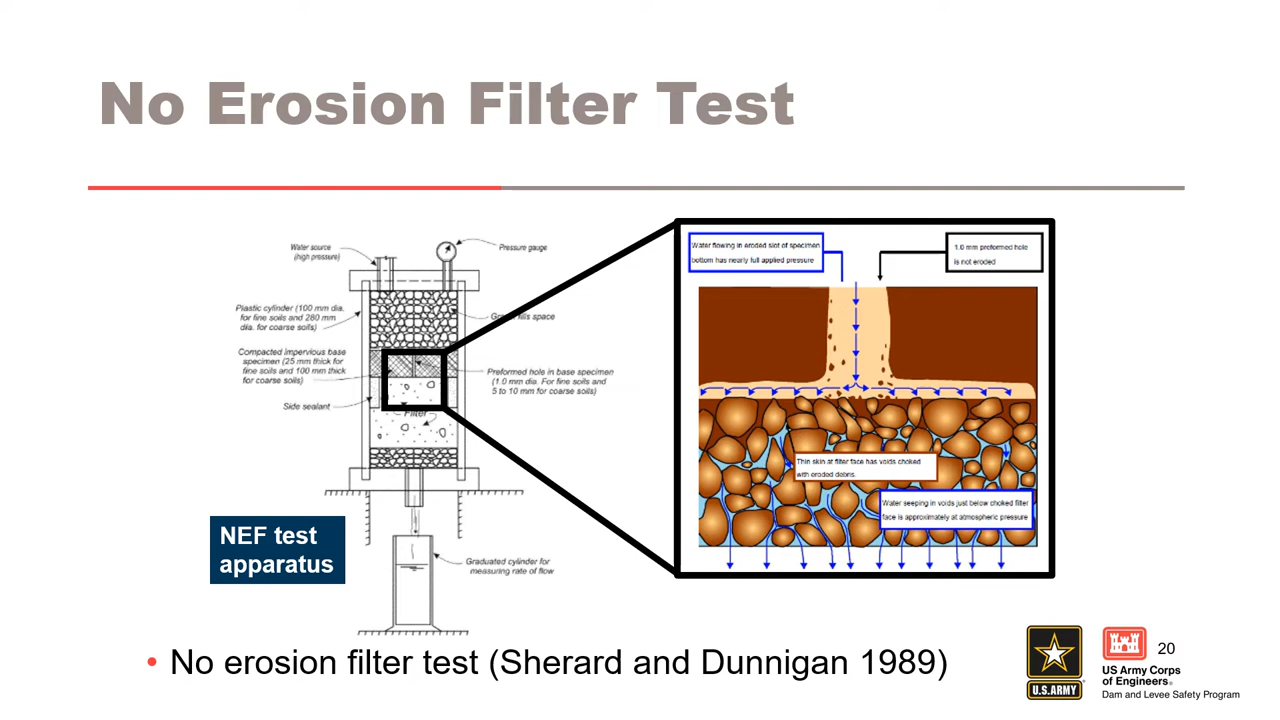 No Erosion Filter Test
Water source
(high pressure)
Pressure gauge
Plastic cylinder (100 mm dia.
for fine soils and 280 mm
dia. for coarse soils)
fills space
Compacted impervious base
specimen (25 mm thick for
fine soils and 100 mm thick
for coarse soils)
Preformed hole in base specimen
(1.0 mm dia. For fine soils and
5 to 10 mm for coarse soils)
Side sealant
Filter
NEF test
apparatus
Graduated cylinder for
measuring rate of flow
Water flowing in eroded slot of specimen
bottom has nearly full applied pressure
1.0 mm preformed hole
is not eroded
Thin skin at filter face has voids choked
with eroded debris.
Water seeping in voids just below choked filter
face is approximately at atmospheric pressure
• No erosion filter test (Sherard and Dunnigan 1989)
U.S.ARMY
20
US Army Corps
of Engineers®
Dam and Levee Safety Program